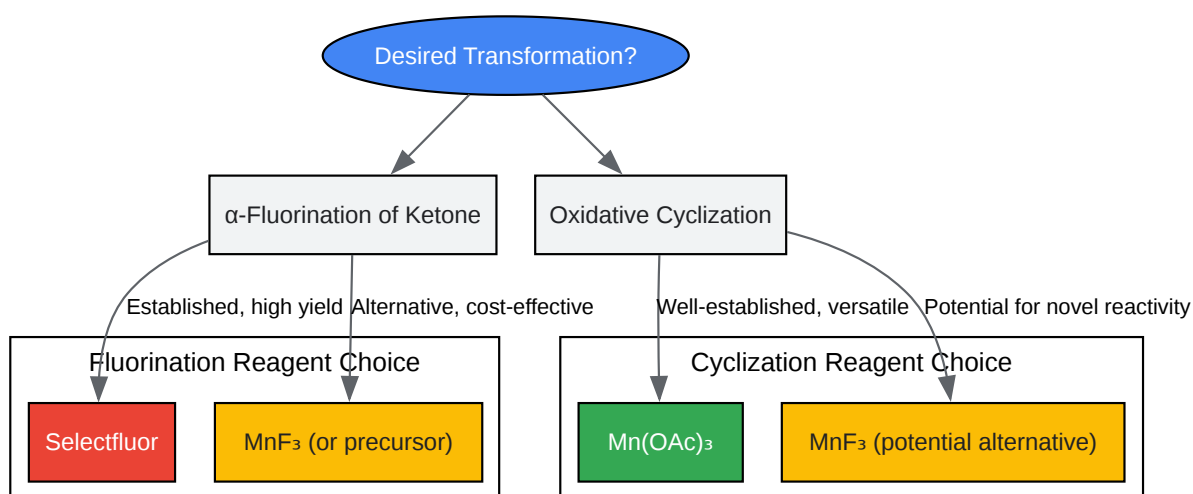 Desired Transformation?
α-Fluorination of Ketone
Oxidative Cyclization
Established, high yield
Alternative, cost-effective
Well-established, versatile
Potential for novel reactivity
Fluorination Reagent Choice
Cyclization Reagent Choice
Selectfluor
MnF₃ (or precursor)
Mn(OAc)₃
MnF₃ (potential alternative)